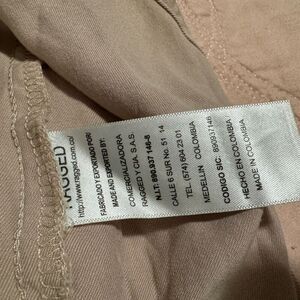 RAGGED
http://www.ragged.com.co/
FABRICADO Y EXPORTADO POR/
MADE AND EXPORTED BY:
COMERCIALIZADORA
RAGGED Y CIA. S.A.S.
N.I.T: 890.937 146-8
CALLE 6 SUR No. 51 14
TEL. (574) 602 23 01
MEDELLIN COLOMBIA
CODIGO SIC: 890937146
HECHO EN COLOMBIA
MADE IN COLOMBIA